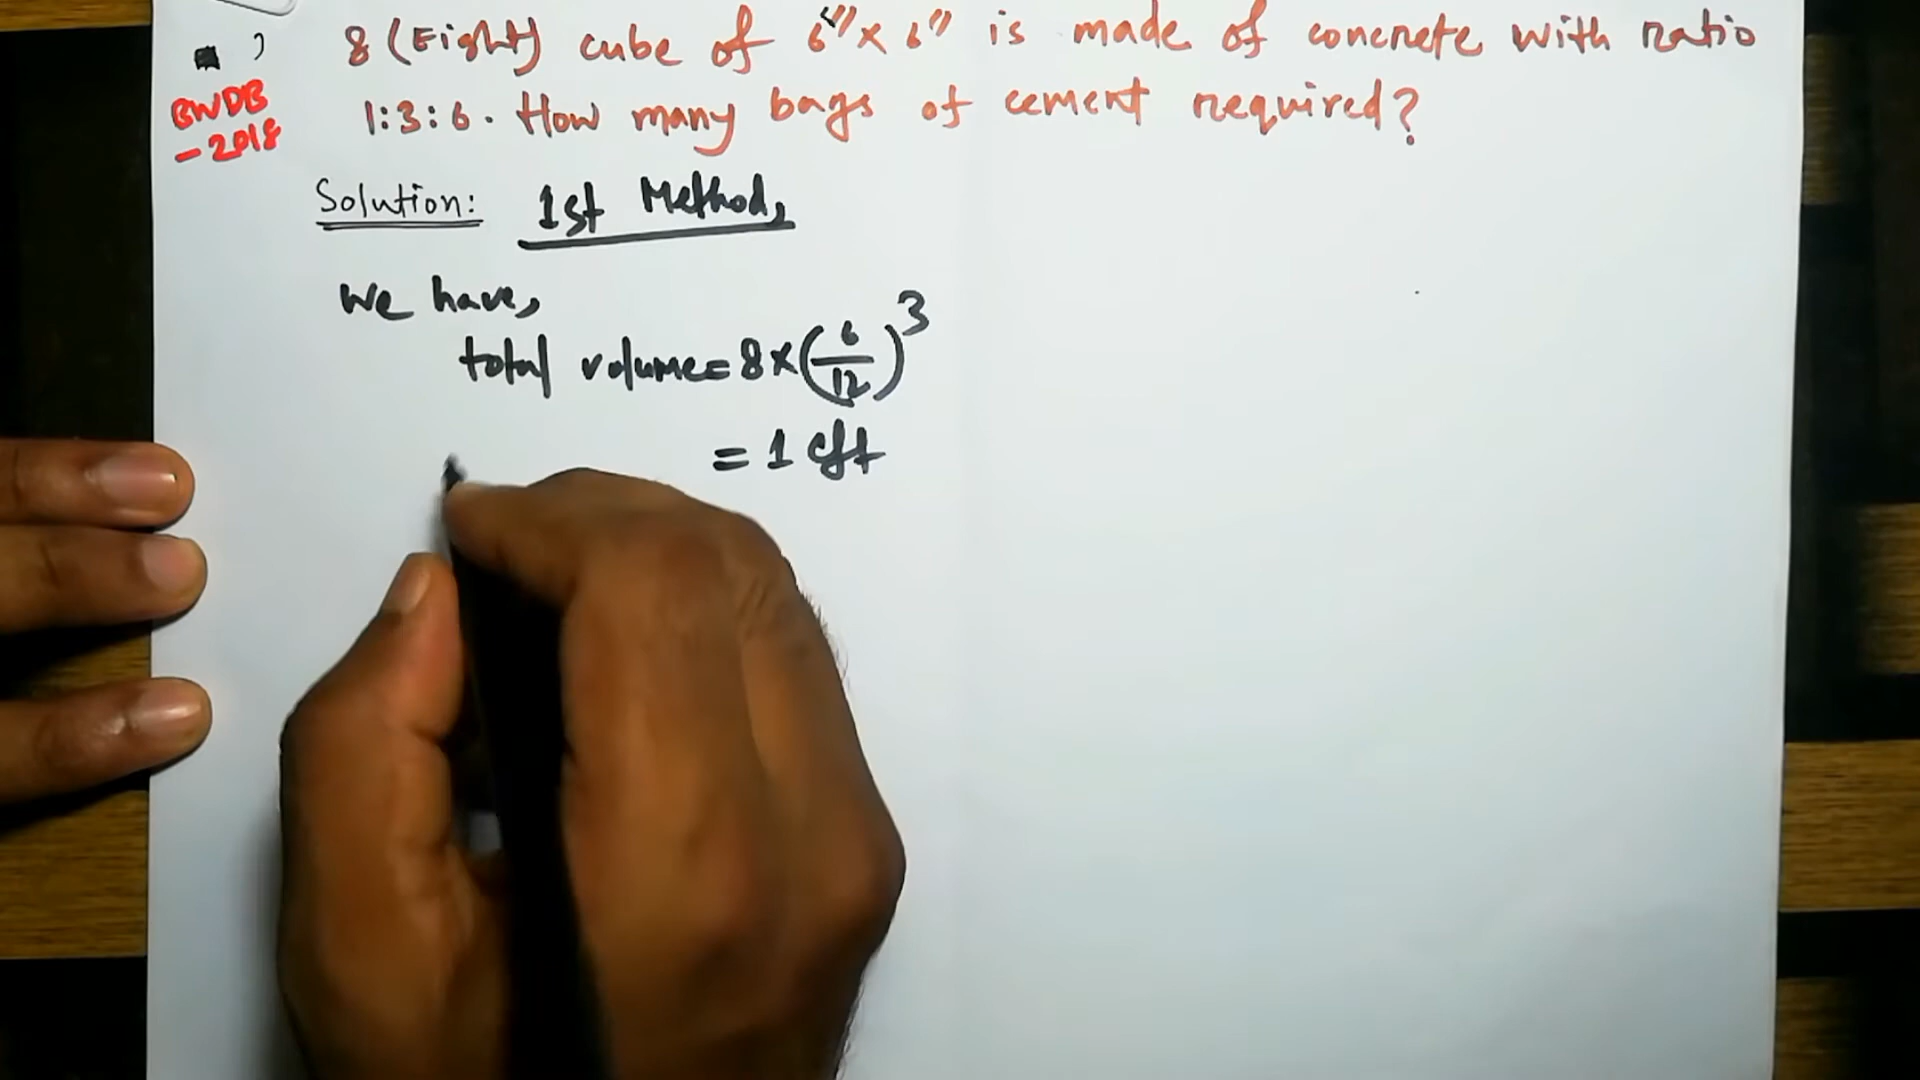 8 (Eight) cube of 6"x 6" is made of concrete with ratio
1:3:6. How many bags of cement required?
BWDB
-2018
Solution: 1st Method,
We have,
total volume = 8x(6/12)^3
= 1 cft